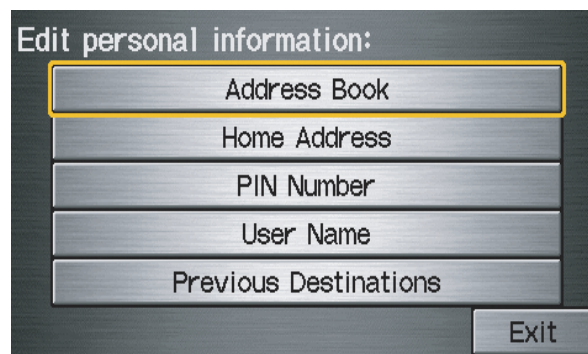 Edit personal information:
Address Book
Home Address
PIN Number
User Name
Previous Destinations
Exit